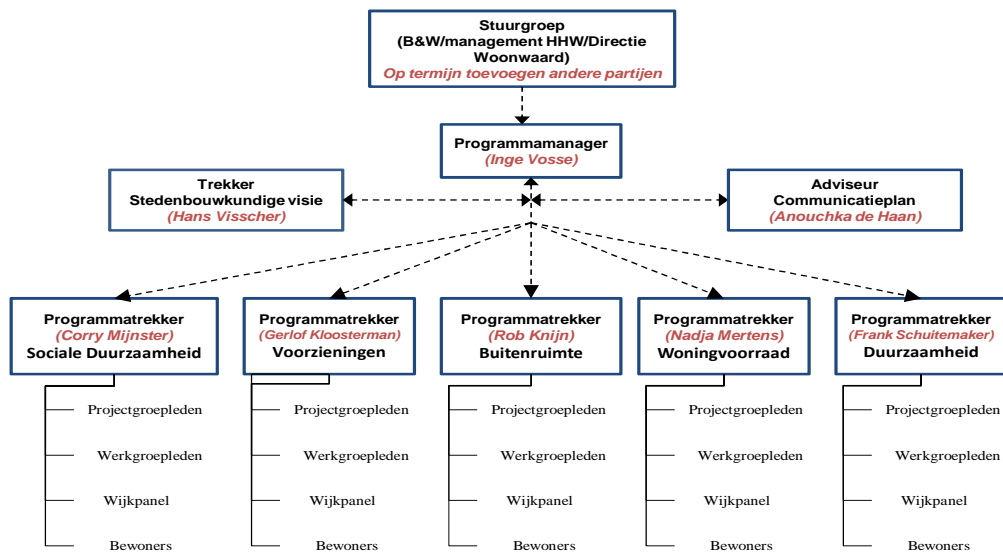 Stuurgroep
(B&W/management HHW/Directie
Woonwaard)
Op termijn toevoegen andere partijen
Programmamanager
(Inge Vosse)
Trekker
Stedenbouwkundige visie
(Hans Visscher)
Adviseur
Communicatieplan
(Anouchka de Haan)
Programmatrekker
(Corry Mijnster)
Sociale Duurzaamheid
Programmatrekker
(Gerlof Kloosterman)
Voorzieningen
Programmatrekker
(Rob Knijn)
Buitenruimte
Programmatrekker
(Nadja Mertens)
Woningvoorraad
Programmatrekker
(Frank Schuitemaker)
Duurzaamheid
Projectgroepleden
Werkgroepleden
Wijkpanel
Bewoners
Projectgroepleden
Werkgroepleden
Wijkpanel
Bewoners
Projectgroepleden
Werkgroepleden
Wijkpanel
Bewoners
Projectgroepleden
Werkgroepleden
Wijkpanel
Bewoners
Projectgroepleden
Werkgroepleden
Wijkpanel
Bewoners